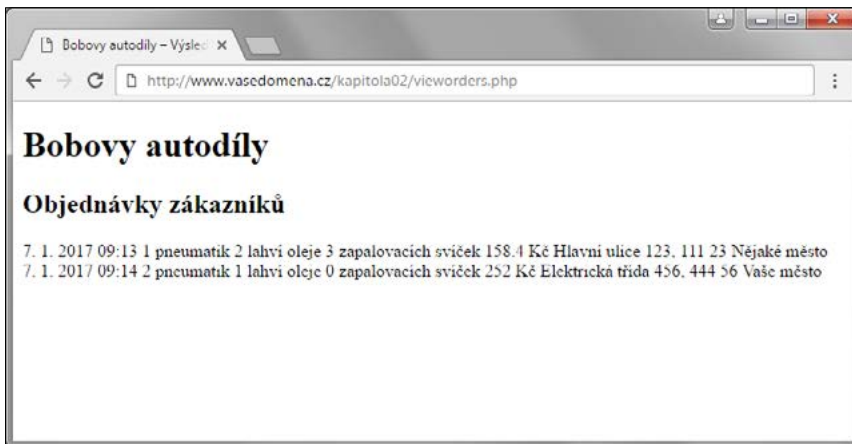 Bobovy autodíly – Výsled
http://www.vasedomena.cz/kapitola02/vieworders.php
Bobovy autodíly
Objednávky zákazníků
7. 1. 2017 09:13 1 pneumatik 2 lahví oleje 3 zapalovacích svíček 158.4 Kč Hlavní ulice 123, 111 23 Nějaké město
7. 1. 2017 09:14 2 pneumatik 1 lahví oleje 0 zapalovacích svíček 252 Kč Elektrická třída 456, 444 56 Vaše město